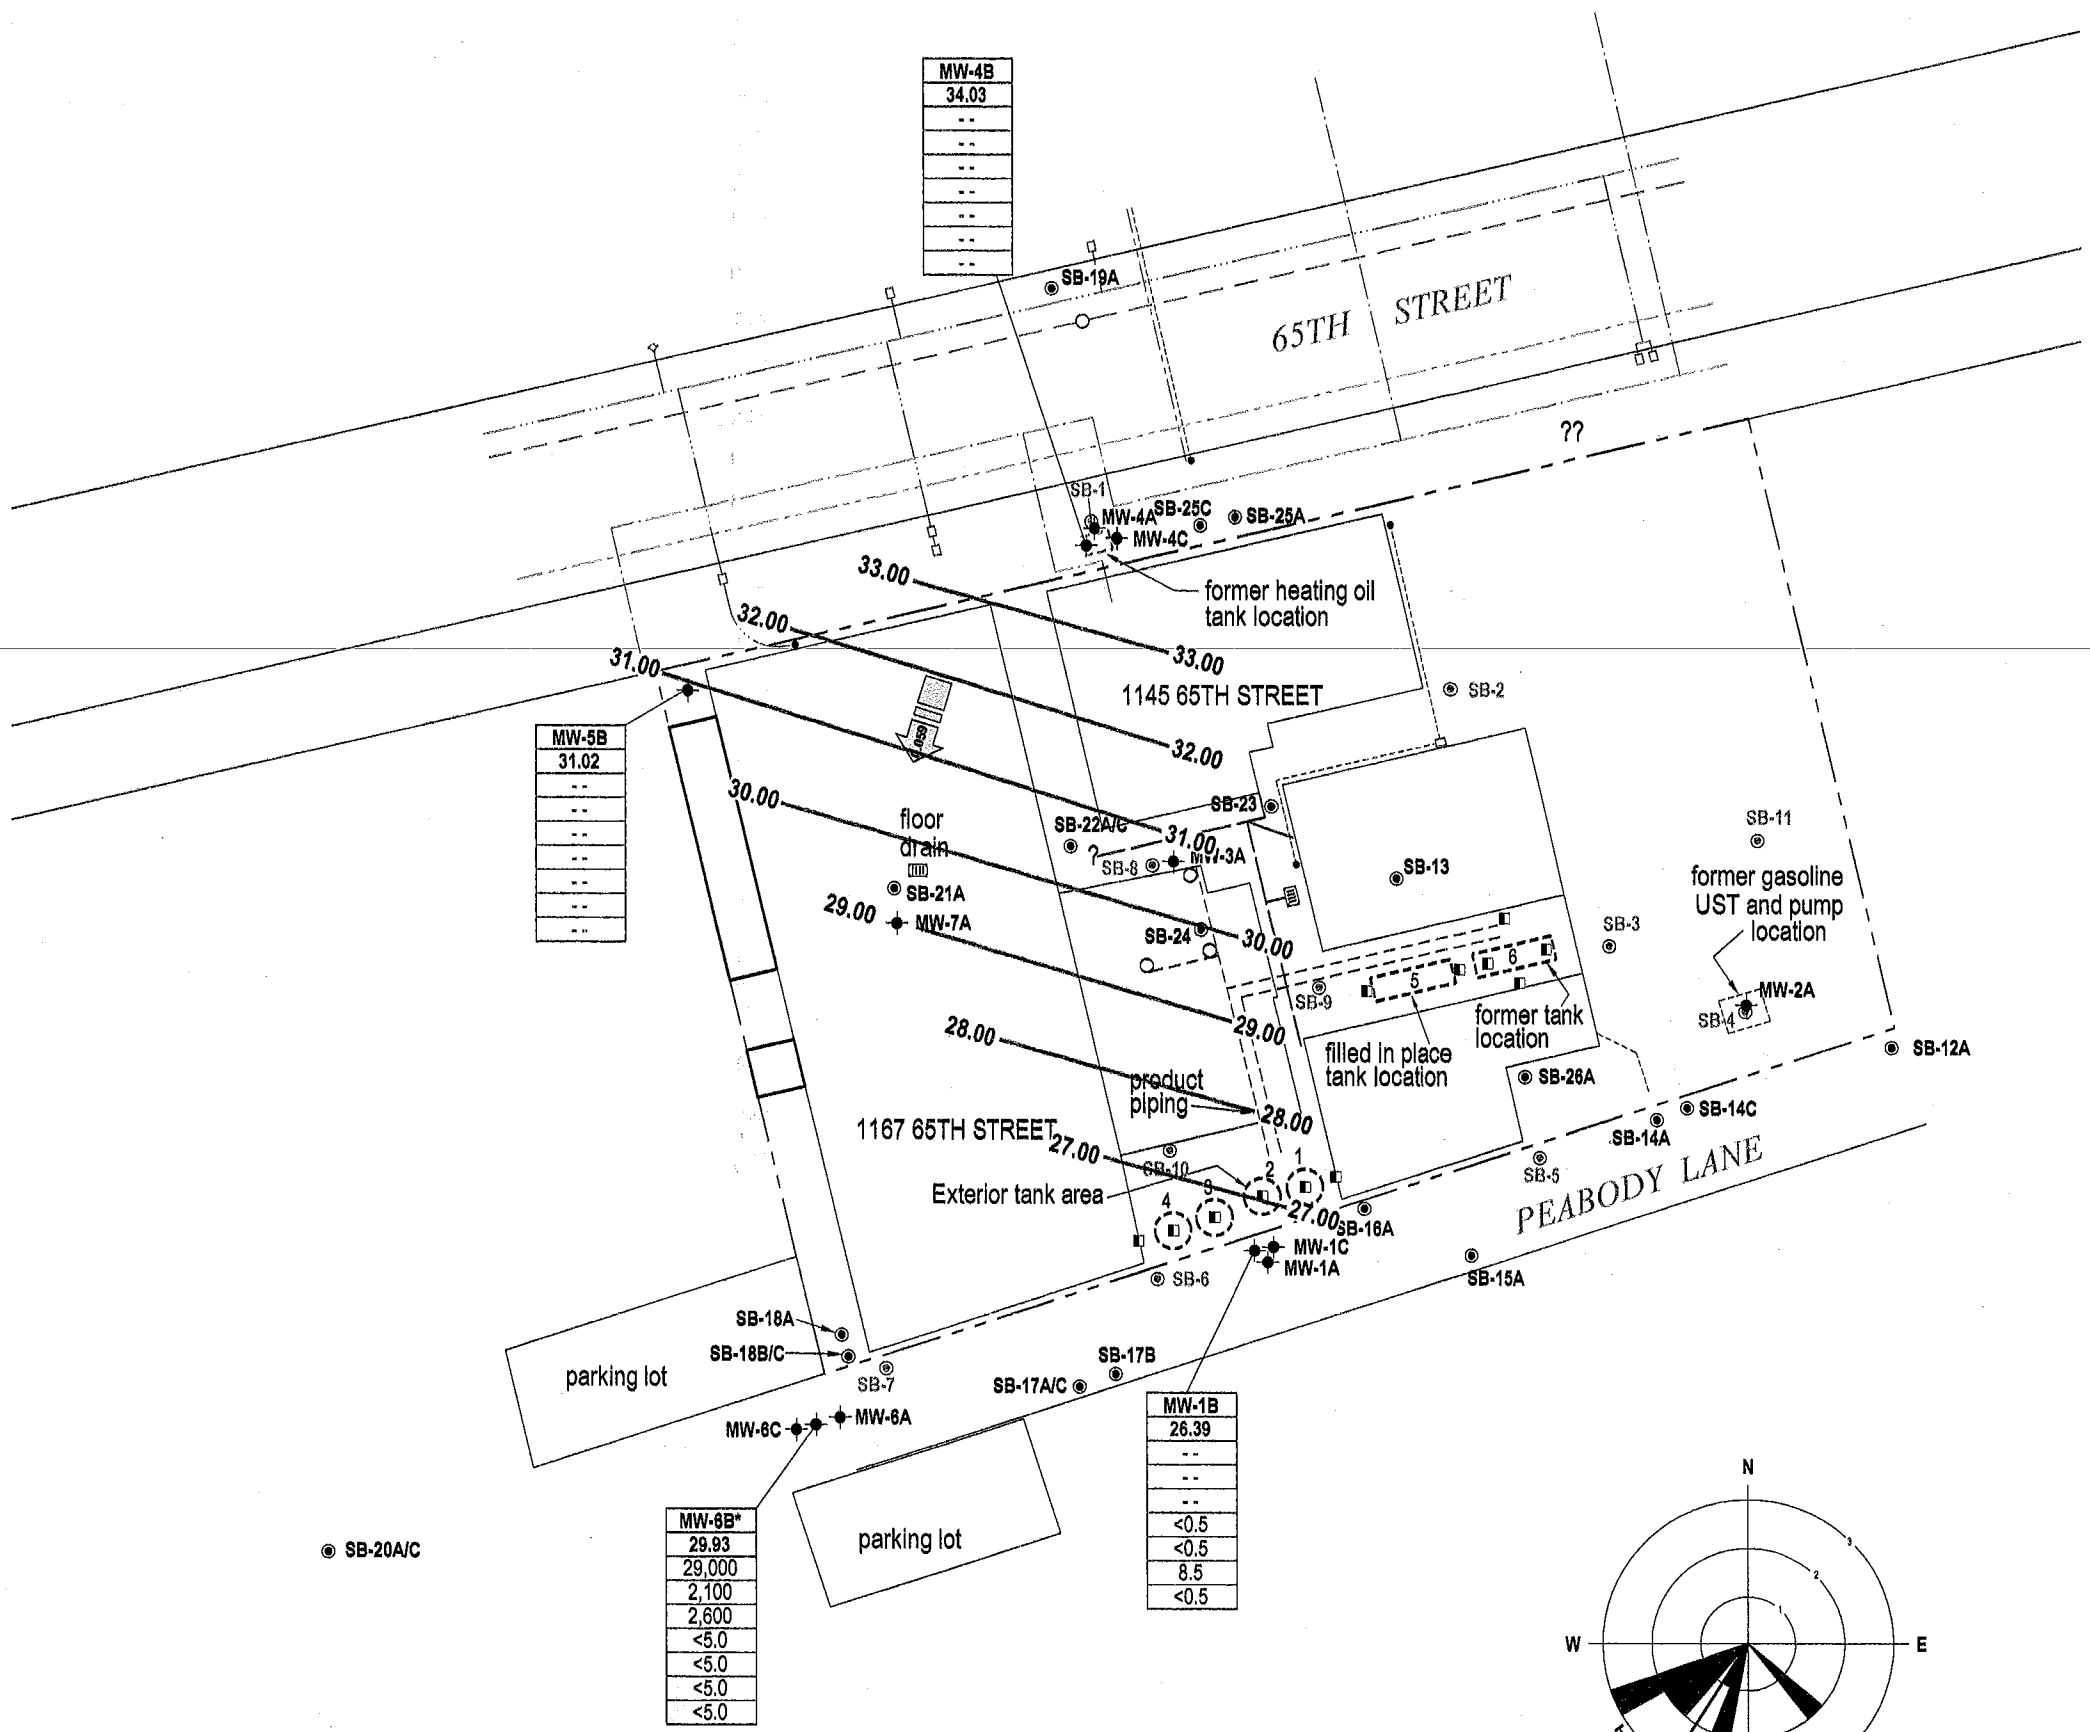 MW-4B
34.03
--
--
--
--
--
--
--
SB-19A
65TH STREET
??
SB-1
MW-4A
SB-25C
SB-25A
MW-4C
33.00
former heating oil
tank location
32.00
31.00
33.00
1145 65TH STREET
SB-2
MW-5B
31.02
--
--
--
--
--
--
--
.059
32.00
30.00
floor
drain
SB-23
SB-22A/C
31.00
?
SB-8
MW-3A
SB-13
SB-11
former gasoline
UST and pump
location
SB-21A
29.00
MW-7A
SB-24
30.00
SB-3
6
5
SB-9
MW-2A
SB-4
former tank
location
28.00
29.00
filled in place
tank location
SB-12A
product
piping
SB-26A
28.00
SB-14C
SB-14A
1167 65TH STREET
27.00
SB-10
2
1
SB-5
PEABODY LANE
Exterior tank area
4
3
27.00
SB-16A
MW-1C
MW-1A
SB-6
SB-15A
SB-18A
SB-18B/C
parking lot
SB-7
SB-17B
SB-17A/C
MW-6C
MW-6A
MW-1B
26.39
--
--
--
<0.5
<0.5
8.5
<0.5
MW-6B*
29.93
29,000
2,100
2,600
<5.0
<5.0
<5.0
<5.0
parking lot
SB-20A/C
N
3
2
1
W
E